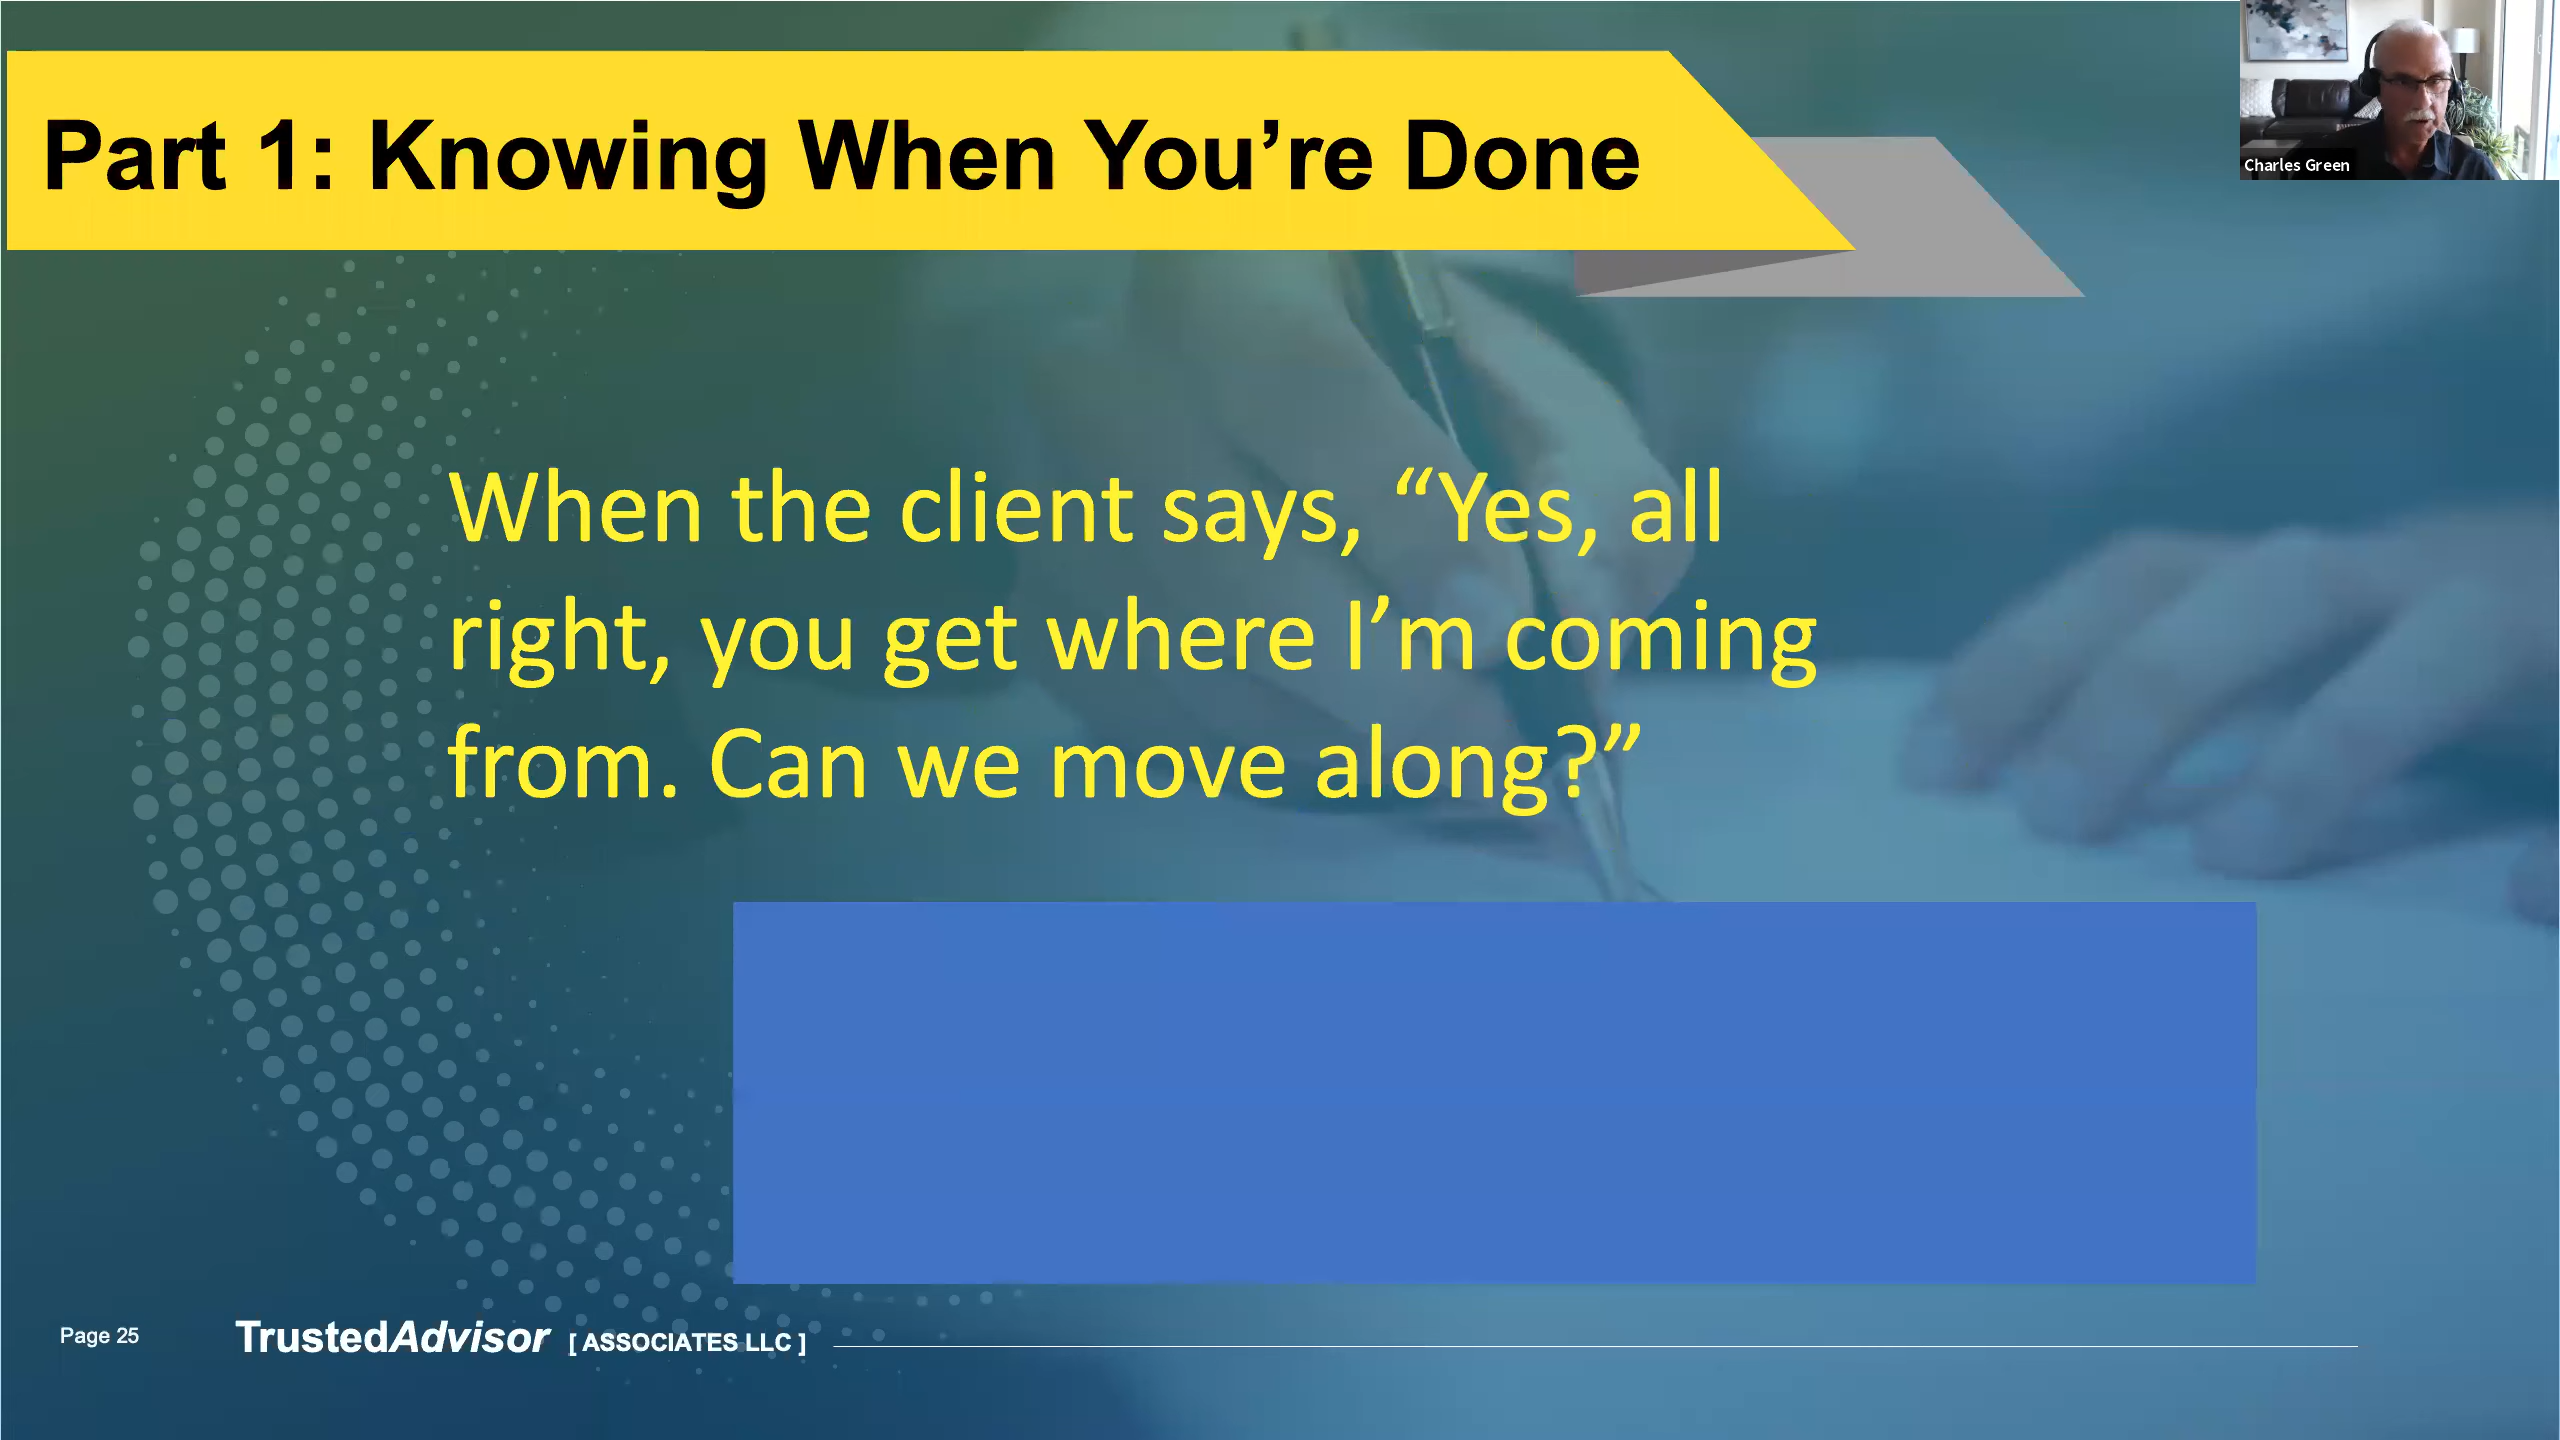 Part 1: Knowing When You’re Done
Charles Green
When the client says, “Yes, all
right, you get where I’m coming
from. Can we move along?”
Page 25
TrustedAdvisor [ ASSOCIATES LLC ]